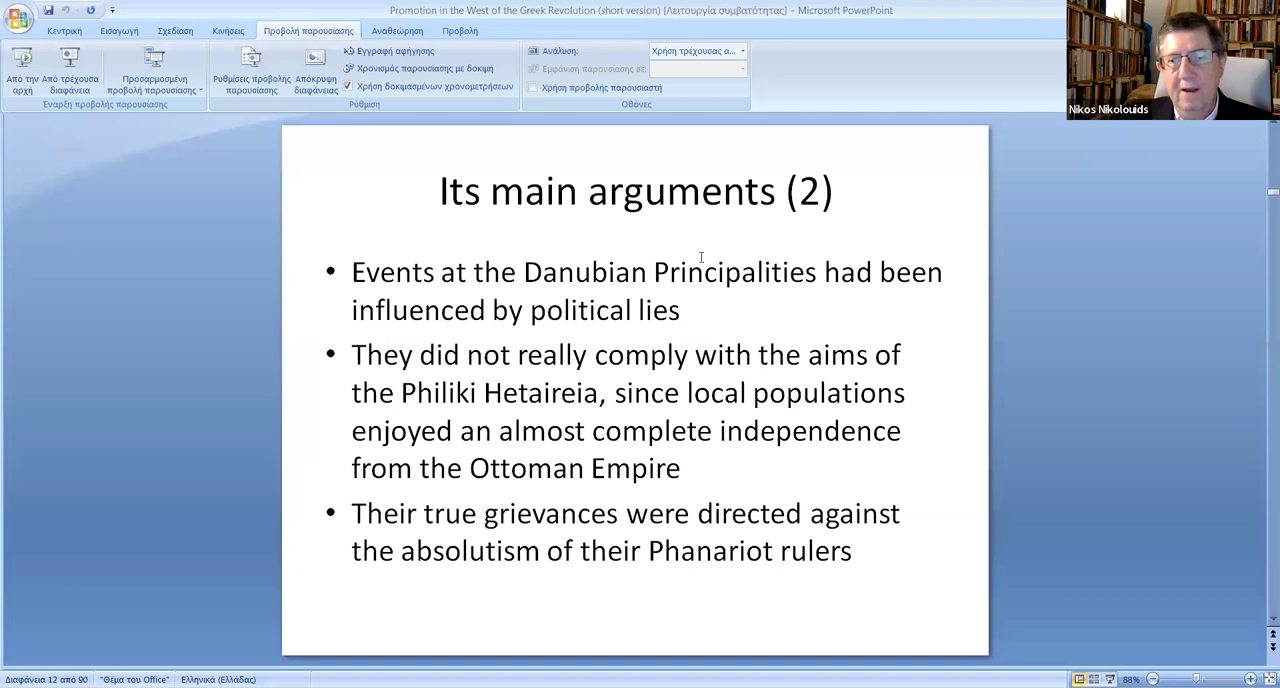 Promotion in the West of the Greek Revolution (short version) [Λειτουργία συμβατότητας] - Microsoft PowerPoint
Κεντρική Εισαγωγή Σχεδίαση Κινήσεις Προβολή παρουσίασης Αναθεώρηση Προβολή
Από την αρχή
Από τρέχουσα διαφάνεια
Προσαρμοσμένη προβολή παρουσίασης
Έναρξη προβολής παρουσίασης
Ρυθμίσεις προβολής παρουσίασης
Απόκρυψη διαφάνειας
Εγγραφή αφήγησης
Χρονισμός παρουσίασης με δοκιμή
Χρήση δοκιμασμένων χρονομετρήσεων
Ρύθμιση
Ανάλυση: Χρήση τρέχουσας α...
Εμφάνιση παρουσίασης σε:
Χρήση προβολής παρουσιαστή
Οθόνες
Nikos Nikolouids
Its main arguments (2)
• Events at the Danubian Principalities had been
influenced by political lies
• They did not really comply with the aims of
the Philiki Hetaireia, since local populations
enjoyed an almost complete independence
from the Ottoman Empire
• Their true grievances were directed against
the absolutism of their Phanariot rulers
Διαφάνεια 12 από 90 "Θέμα του Office" Ελληνικά (Ελλάδας) 88%